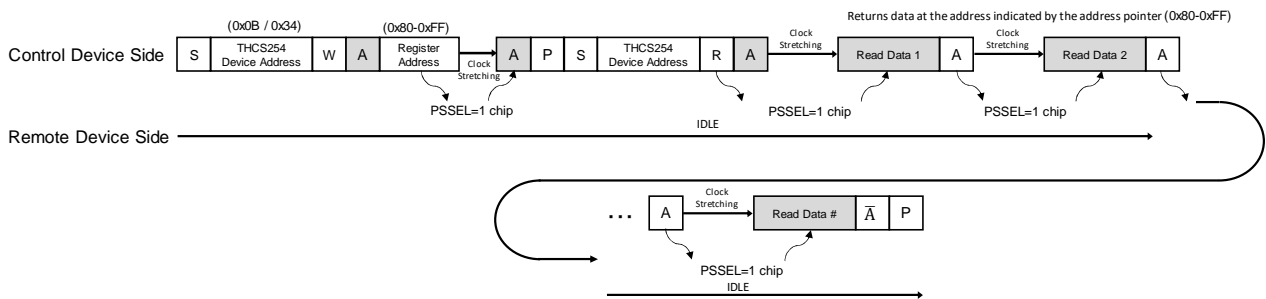 Returns data at the address indicated by the address pointer (0x80-0xFF)
(0x0B / 0x34)
(0x80-0xFF)
Control Device Side
S
THCS254
Device Address
W
A
Register
Address
Clock
Stretching
A
P
S
THCS254
Device Address
R
A
Clock
Stretching
Read Data 1
A
Clock
Stretching
Read Data 2
A
PSSEL=1 chip
PSSEL=1 chip
PSSEL=1 chip
IDLE
Remote Device Side
...
A
Clock
Stretching
Read Data #
A̅
P
PSSEL=1 chip
IDLE